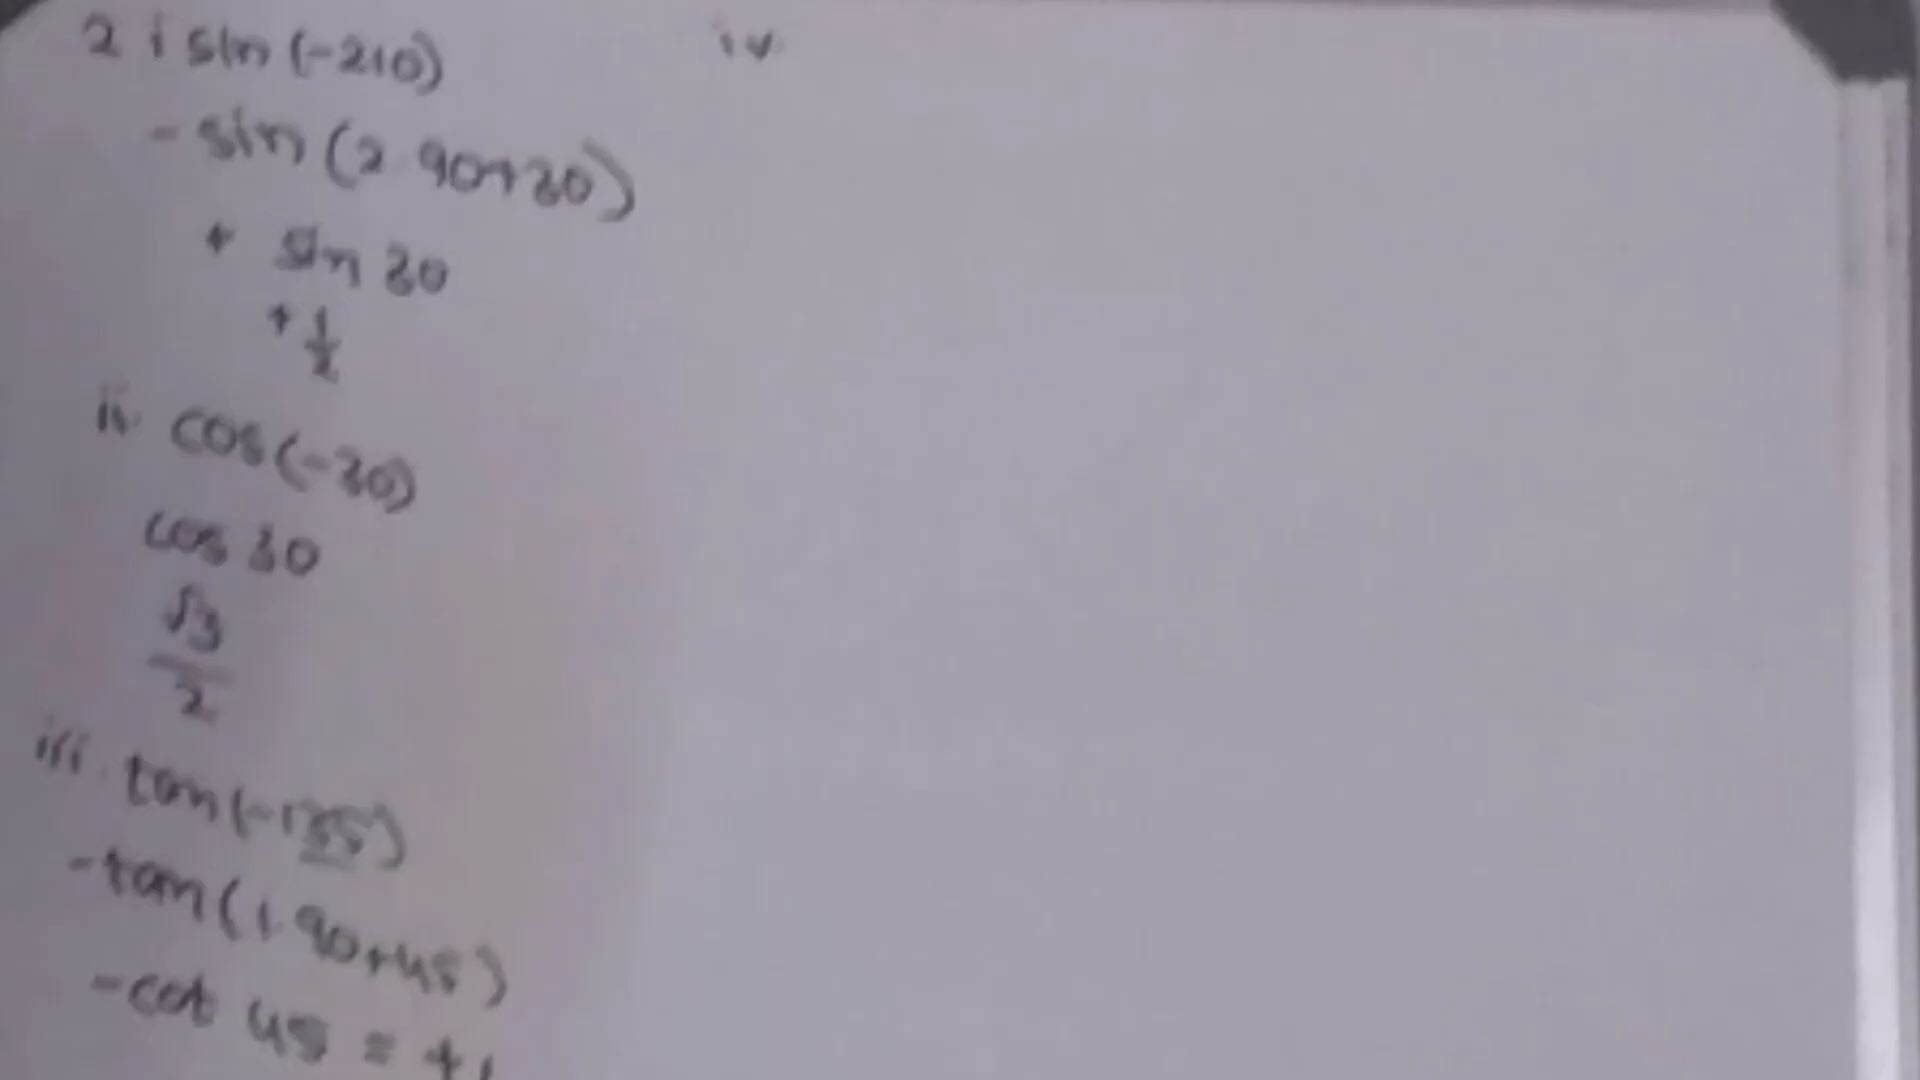 2 i sin (-210)
- sin (2 90+30)
+ sin 30
+ 1/2
ii. cos (-30)
cos 30
√3
2
iii. tan (-135)
-tan (1.90+45)
-cot 45 = +1
iv.